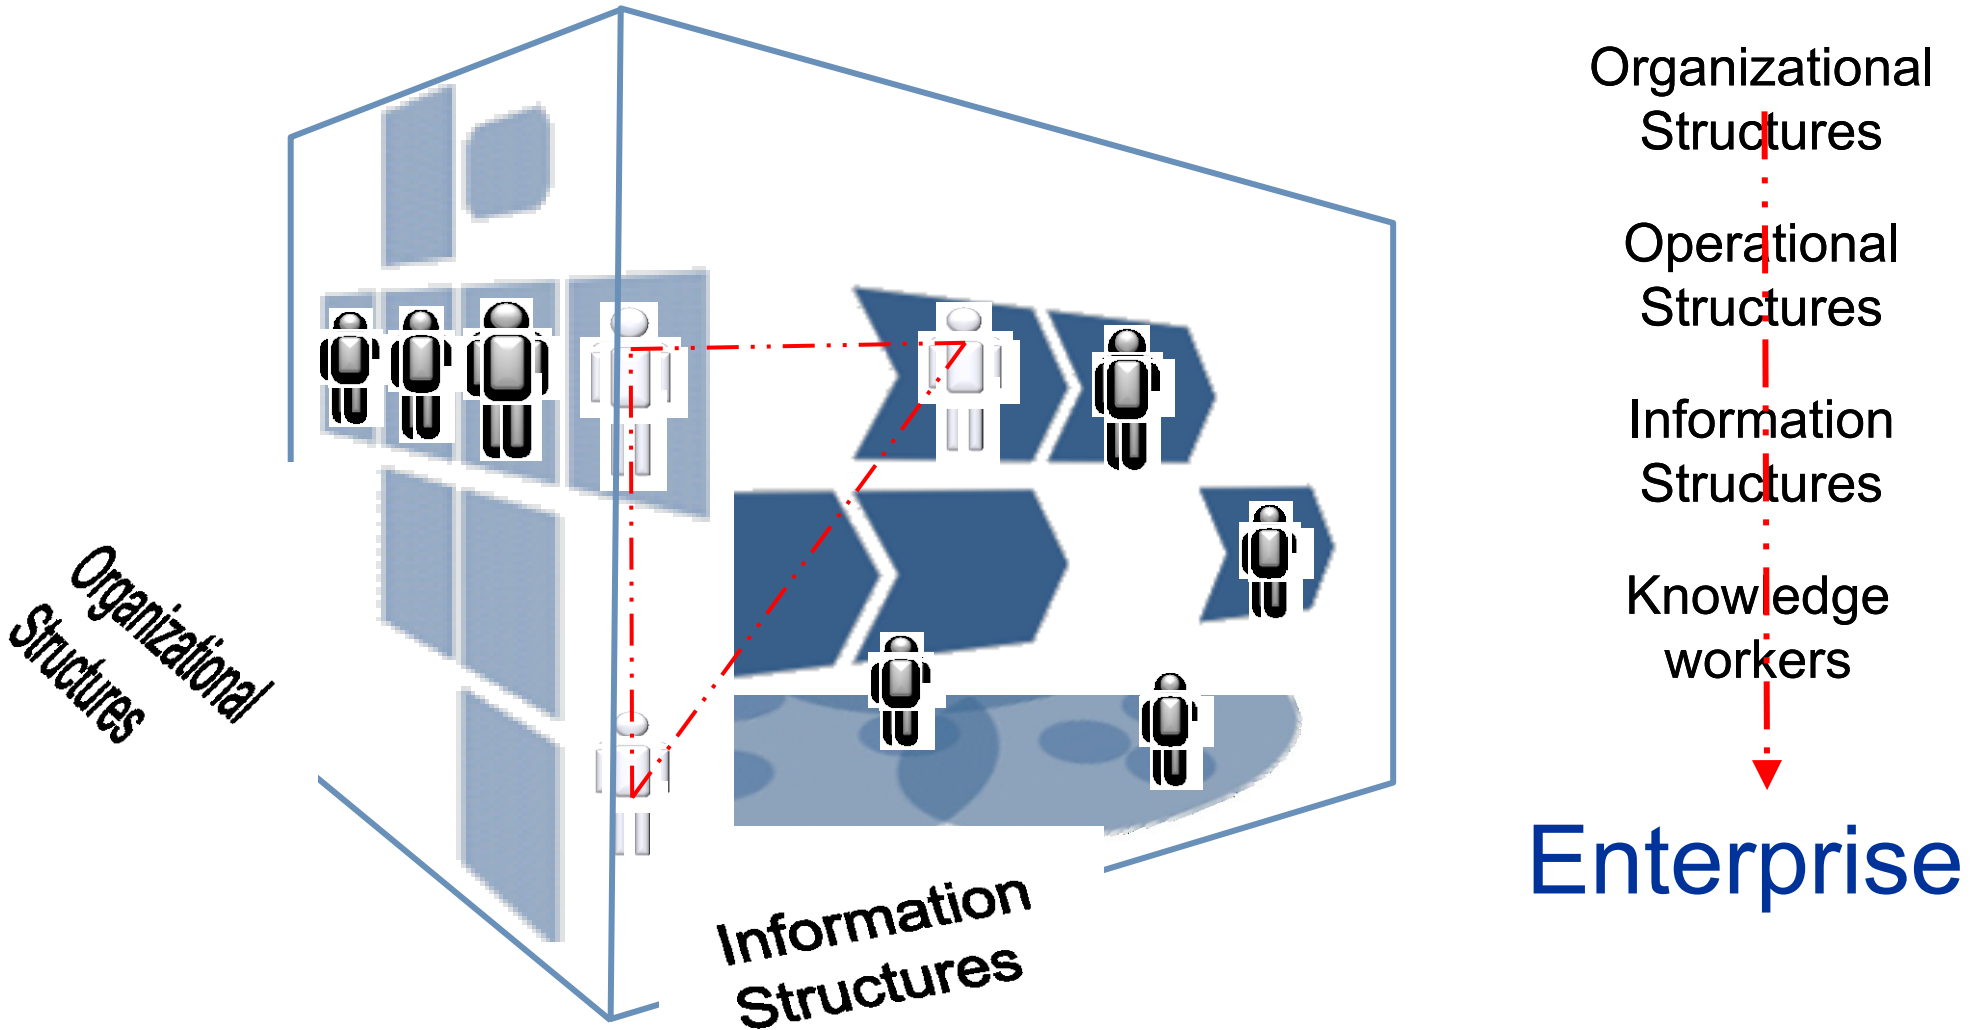 Organizational
Structures
Information
Structures
Organizational
Structures
Operational
Structures
Information
Structures
Knowledge
workers
Enterprise